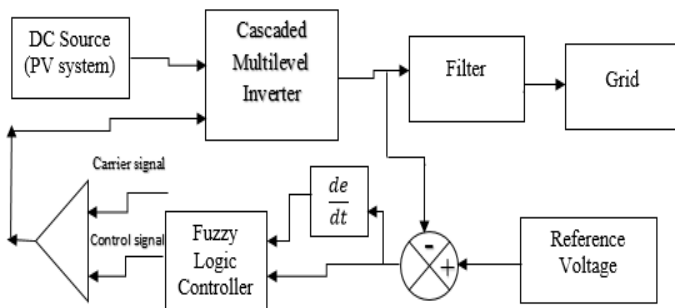 DC Source
(PV system)
Cascaded
Multilevel
Inverter
Filter
Grid
Carrier signal
Control signal
Fuzzy
Logic
Controller
de
dt
-
+
Reference
Voltage